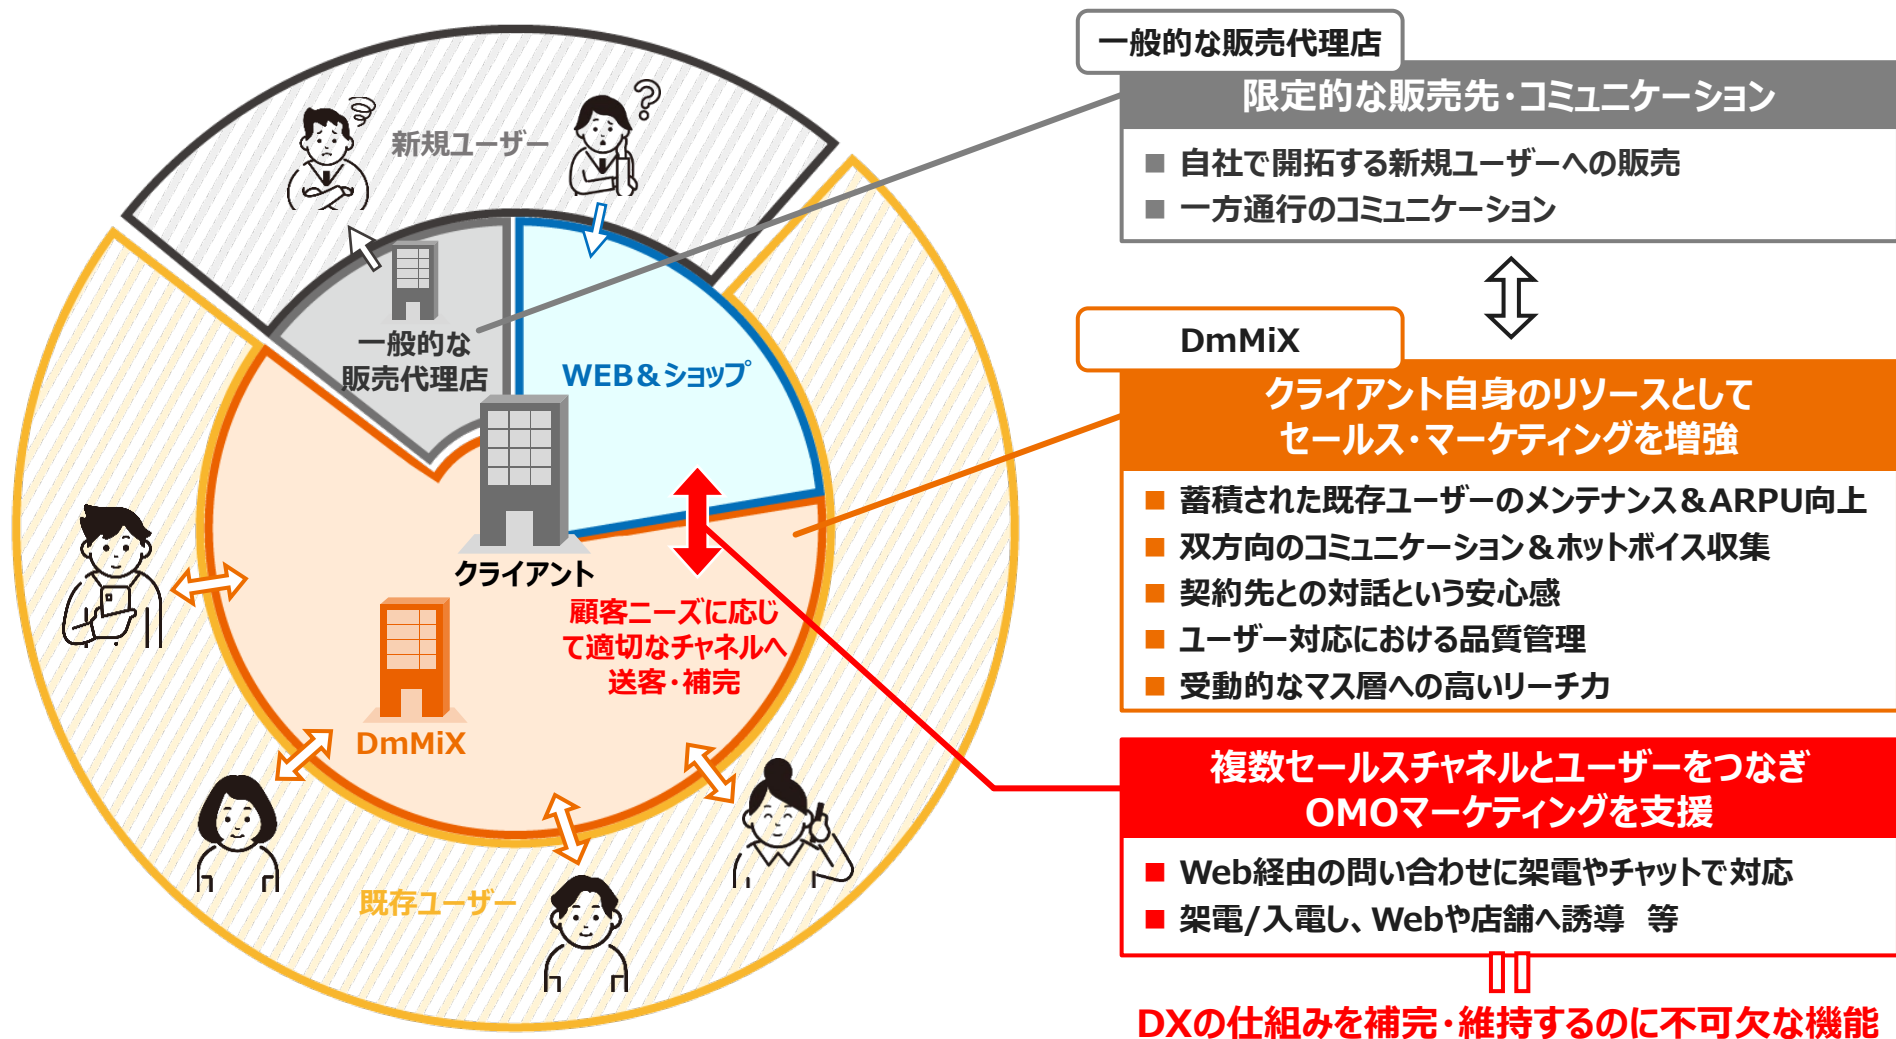 新規ユーザー
一般的な
販売代理店
WEB&ショップ
クライアント
顧客ニーズに応じ
て適切なチャネルへ
送客・補完
DmMiX
既存ユーザー
一般的な販売代理店
限定的な販売先・コミュニケーション
■ 自社で開拓する新規ユーザーへの販売
■ 一方通行のコミュニケーション
DmMiX
クライアント自身のリソースとして
セールス・マーケティングを増強
■ 蓄積された既存ユーザーのメンテナンス&ARPU向上
■ 双方向のコミュニケーション&ホットボイス収集
■ 契約先との対話という安心感
■ ユーザー対応における品質管理
■ 受動的なマス層への高いリーチ力
複数セールスチャネルとユーザーをつなぎ
OMOマーケティングを支援
■ Web経由の問い合わせに架電やチャットで対応
■ 架電/入電し、Webや店舗へ誘導 等
DXの仕組みを補完・維持するのに不可欠な機能